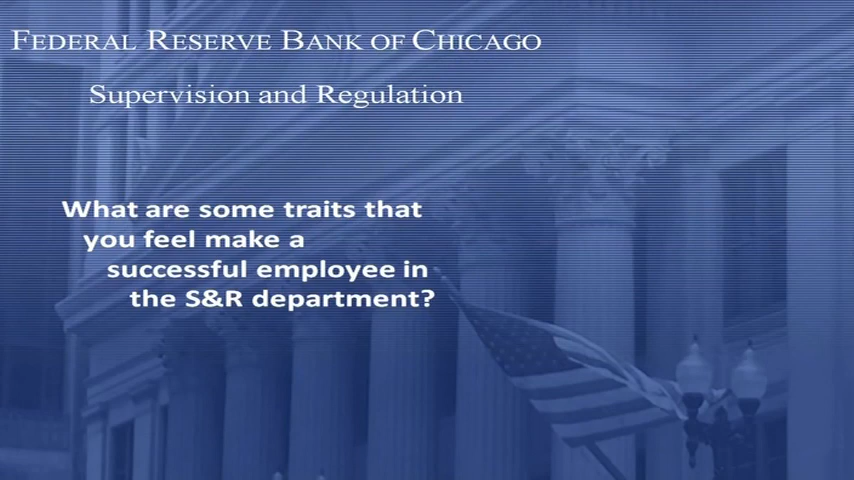 FEDERAL RESERVE BANK OF CHICAGO
Supervision and Regulation
What are some traits that
you feel make a
successful employee in
the S&R department?